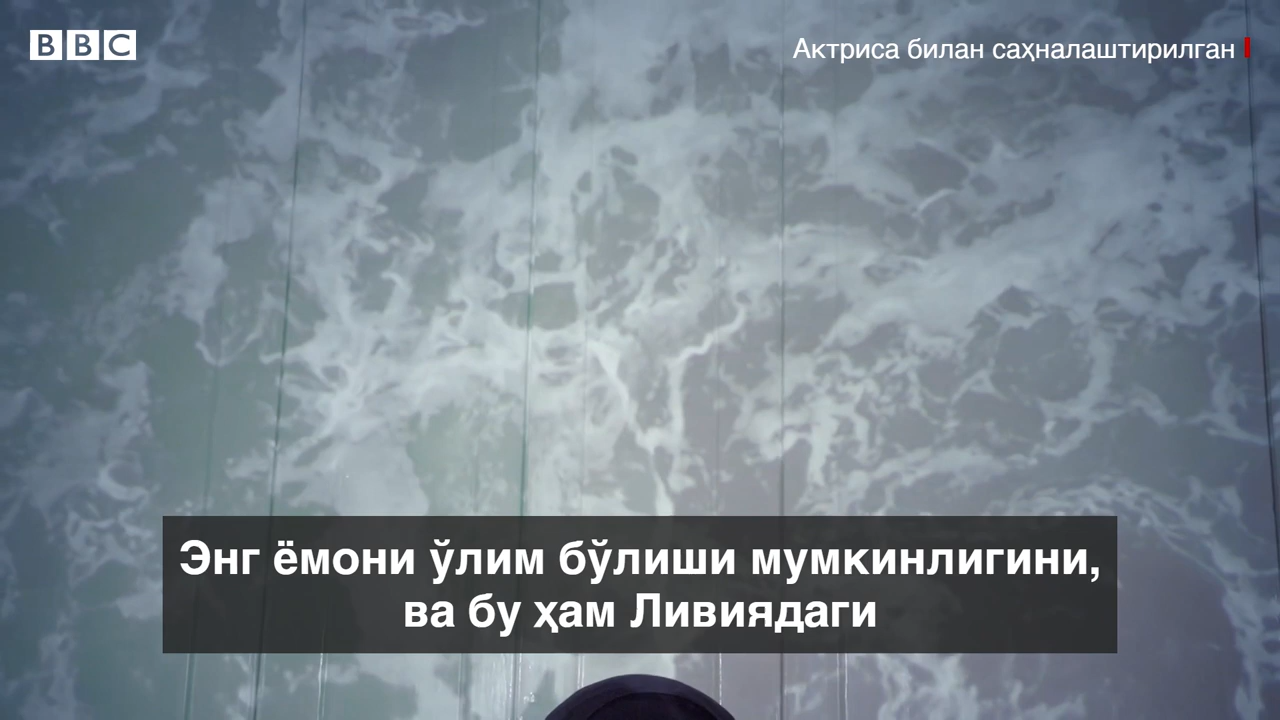 BBC
Актриса билан саҳналаштирилган
Энг ёмони ўлим бўлиши мумкинлигини,
ва бу ҳам Ливиядаги